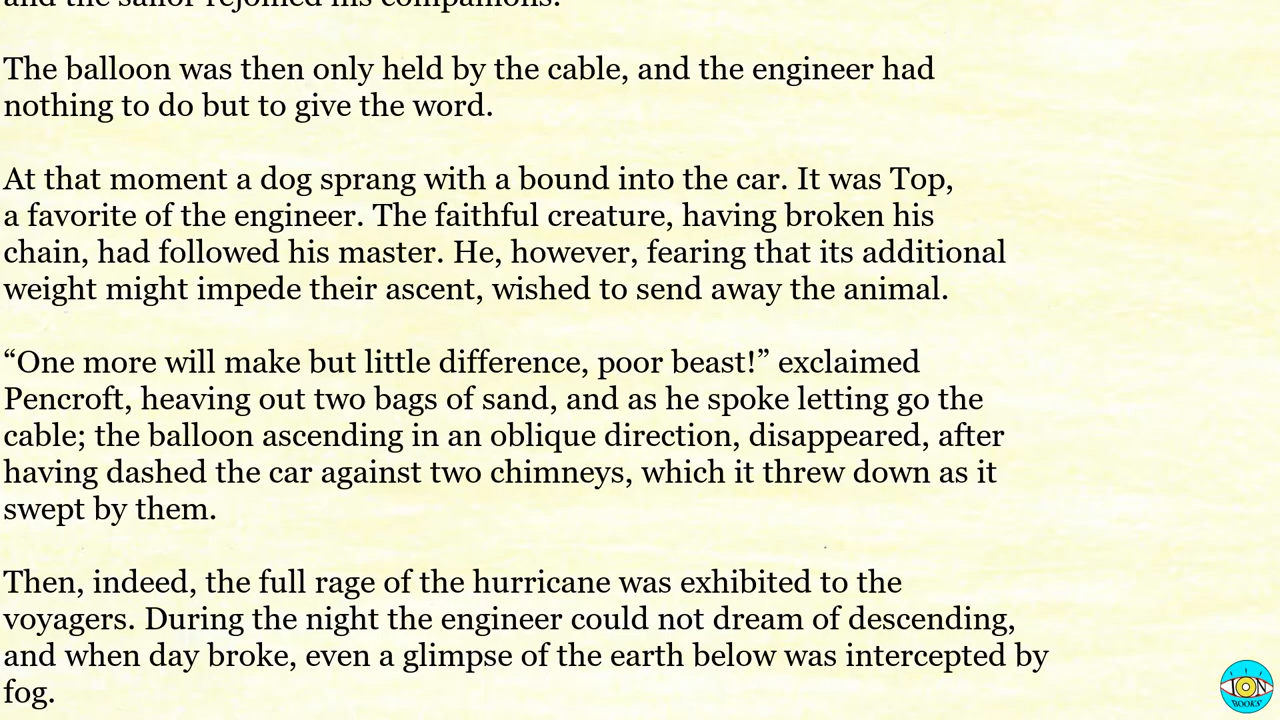 and the sailor rejoined his companions.
The balloon was then only held by the cable, and the engineer had
nothing to do but to give the word.
At that moment a dog sprang with a bound into the car. It was Top,
a favorite of the engineer. The faithful creature, having broken his
chain, had followed his master. He, however, fearing that its additional
weight might impede their ascent, wished to send away the animal.
“One more will make but little difference, poor beast!” exclaimed
Pencroft, heaving out two bags of sand, and as he spoke letting go the
cable; the balloon ascending in an oblique direction, disappeared, after
having dashed the car against two chimneys, which it threw down as it
swept by them.
Then, indeed, the full rage of the hurricane was exhibited to the
voyagers. During the night the engineer could not dream of descending,
and when day broke, even a glimpse of the earth below was intercepted by
fog.
ION
BOOKS